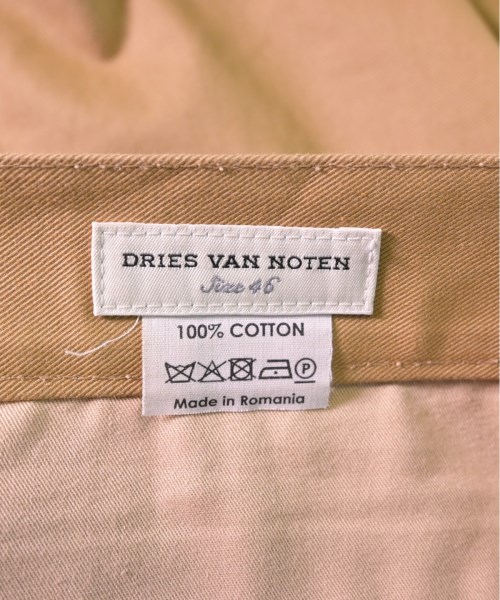 DRIES VAN NOTEN
Size 46
100% COTTON
P
Made in Romania